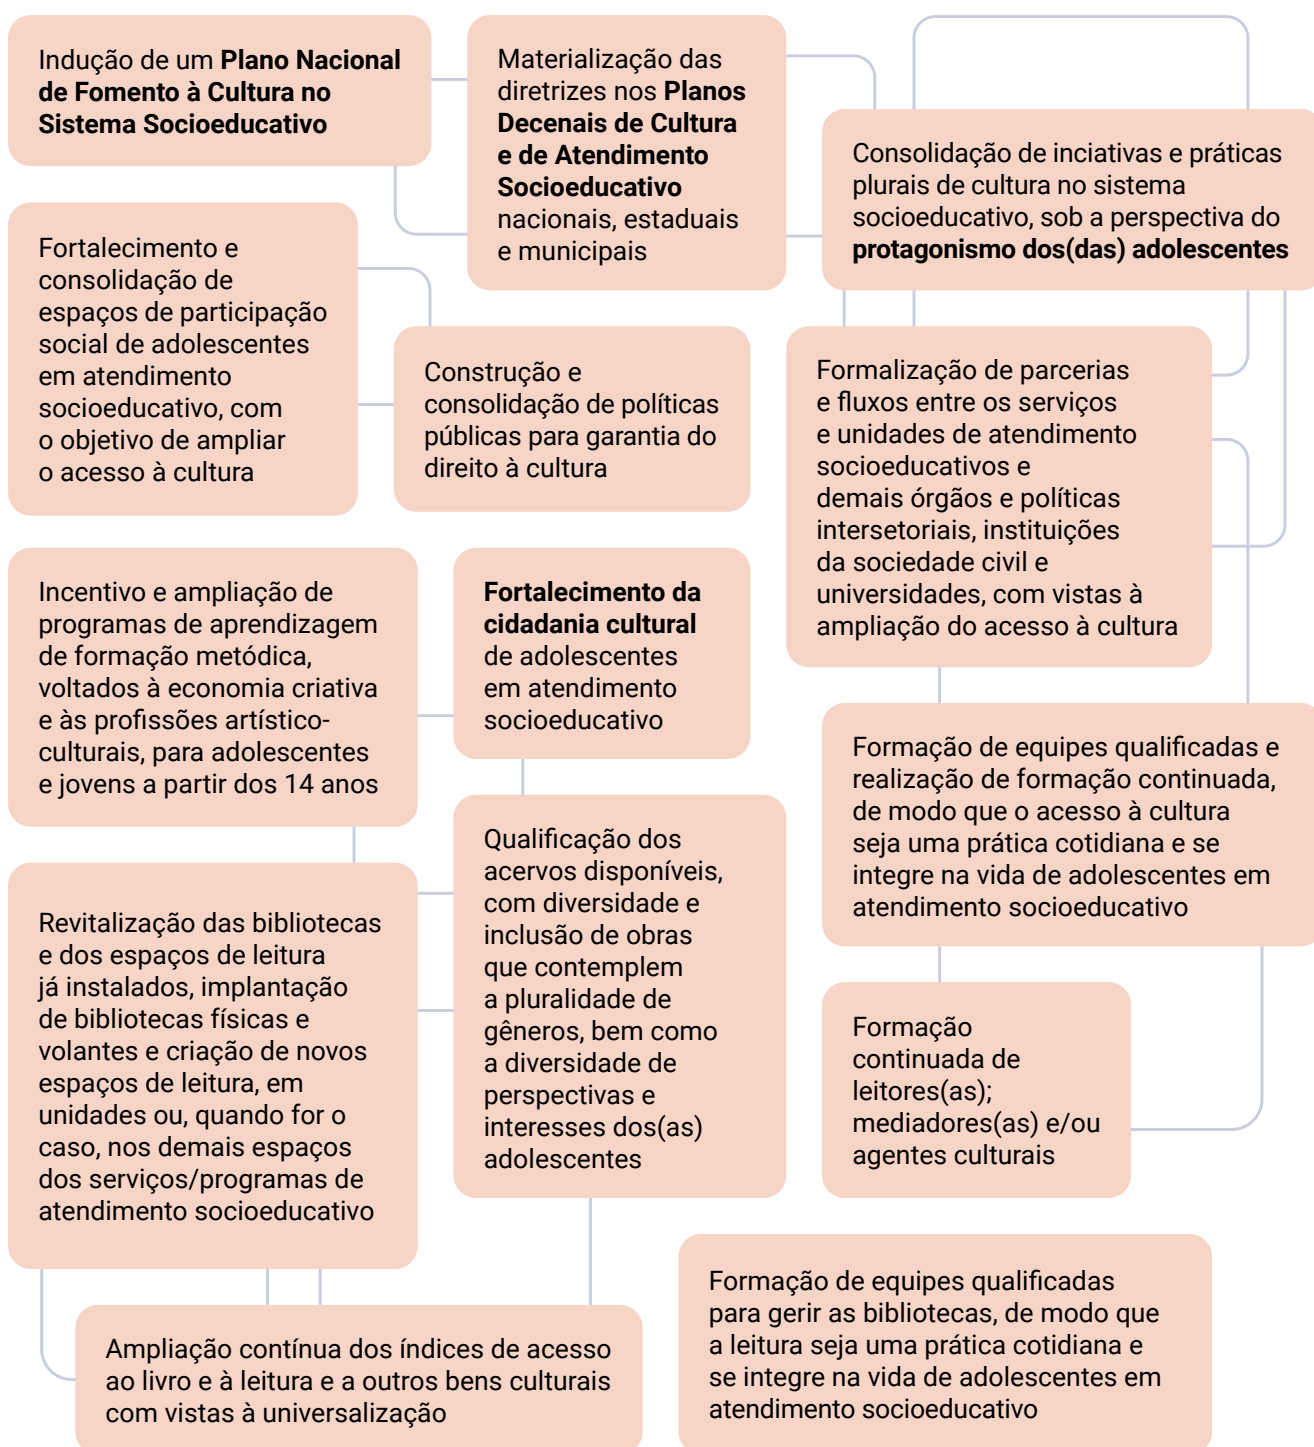 Indução de um Plano Nacional
de Fomento à Cultura no
Sistema Socioeducativo
Materialização das
diretrizes nos Planos
Decenais de Cultura
e de Atendimento
Socioeducativo
nacionais, estaduais
e municipais
Consolidação de inciativas e práticas
plurais de cultura no sistema
socioeducativo, sob a perspectiva do
protagonismo dos(das) adolescentes
Fortalecimento e
consolidação de
espaços de participação
social de adolescentes
em atendimento
socioeducativo, com
o objetivo de ampliar
o acesso à cultura
Construção e
consolidação de políticas
públicas para garantia do
direito à cultura
Formalização de parcerias
e fluxos entre os serviços
e unidades de atendimento
socioeducativos e
demais órgãos e políticas
intersetoriais, instituições
da sociedade civil e
universidades, com vistas à
ampliação do acesso à cultura
Incentivo e ampliação de
programas de aprendizagem
de formação metódica,
voltados à economia criativa
e às profissões artístico-
culturais, para adolescentes
e jovens a partir dos 14 anos
Fortalecimento da
cidadania cultural
de adolescentes
em atendimento
socioeducativo
Formação de equipes qualificadas e
realização de formação continuada,
de modo que o acesso à cultura
seja uma prática cotidiana e se
integre na vida de adolescentes em
atendimento socioeducativo
Qualificação dos
acervos disponíveis,
com diversidade e
inclusão de obras
que contemplem
a pluralidade de
gêneros, bem como
a diversidade de
perspectivas e
interesses dos(as)
adolescentes
Revitalização das bibliotecas
e dos espaços de leitura
já instalados, implantação
de bibliotecas físicas e
volantes e criação de novos
espaços de leitura, em
unidades ou, quando for o
caso, nos demais espaços
dos serviços/programas de
atendimento socioeducativo
Formação
continuada de
leitores(as);
mediadores(as) e/ou
agentes culturais
Formação de equipes qualificadas
para gerir as bibliotecas, de modo que
a leitura seja uma prática cotidiana e
se integre na vida de adolescentes em
atendimento socioeducativo
Ampliação contínua dos índices de acesso
ao livro e à leitura e a outros bens culturais
com vistas à universalização